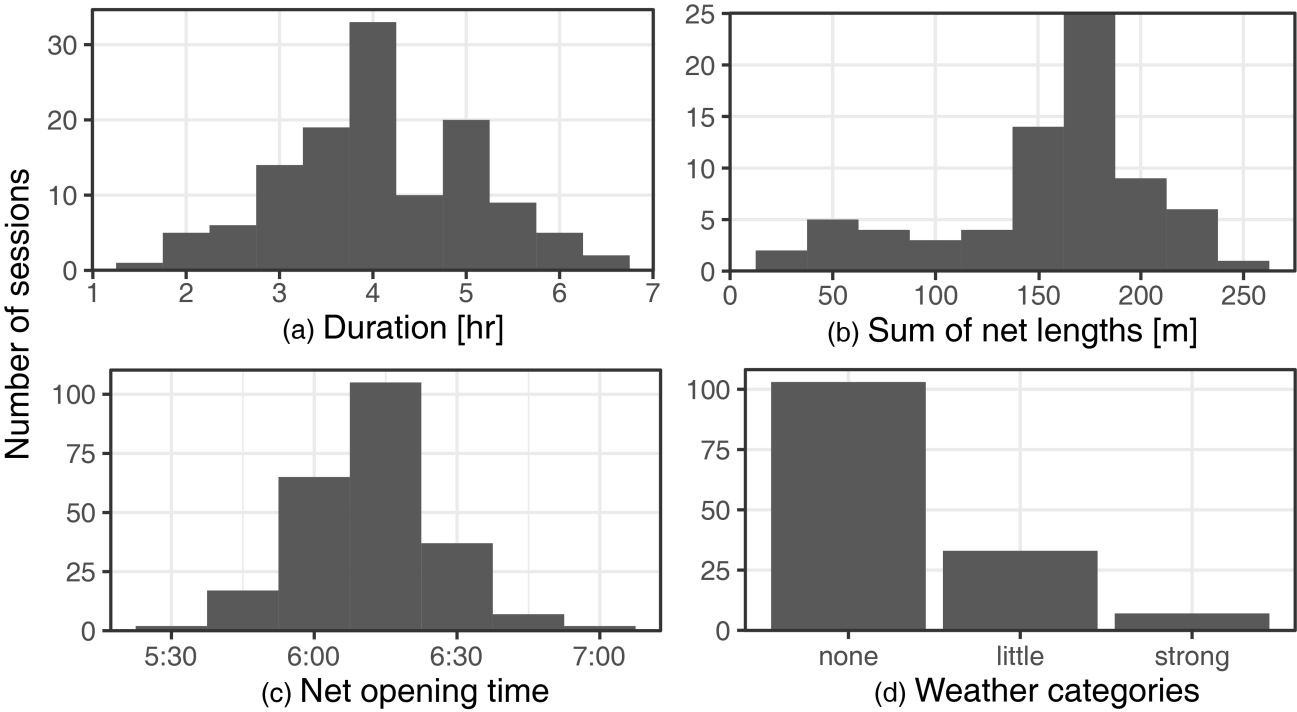 Number of sessions
30
20
10
0
1 2 3 4 5 6 7
(a) Duration [hr]
25
20
15
10
5
0
0 50 100 150 200 250
(b) Sum of net lengths [m]
100
75
50
25
0
5:30 6:00 6:30 7:00
(c) Net opening time
100
75
50
25
0
none little strong
(d) Weather categories